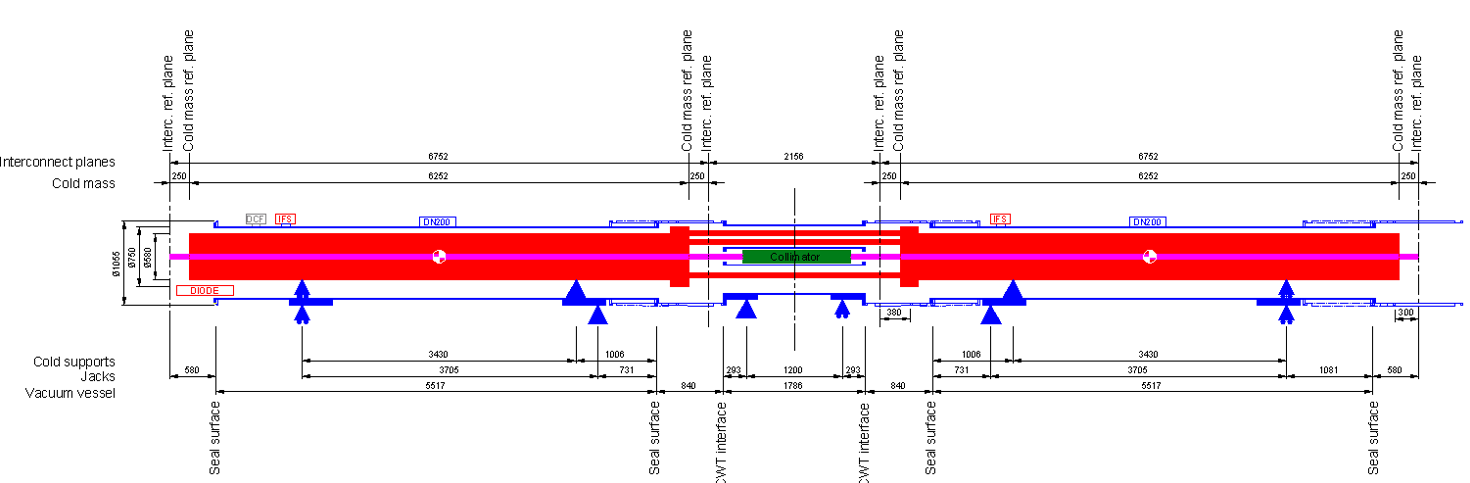 Interc. ref. plane
Cold mass ref. plane
Cold mass ref. plane
Interc. ref. plane
Interc. ref. plane
Cold mass ref. plane
Cold mass ref. plane
Interc. ref. plane
Interconnect planes 6752 2156 6752
Cold mass 250 6252 250 250 6252 250
DCF IFS DN200 IFS DN200
Ø1055 Ø750 Ø580
Collimator
DIODE
380 300
Cold supports 3430 1006 1006 3430
Jacks 580 3705 731 293 1200 293 731 3705 1081 580
Vacuum vessel 5517 840 1786 840 5517
Seal surface
Seal surface
CWT interface
CWT interface
Seal surface
Seal surface